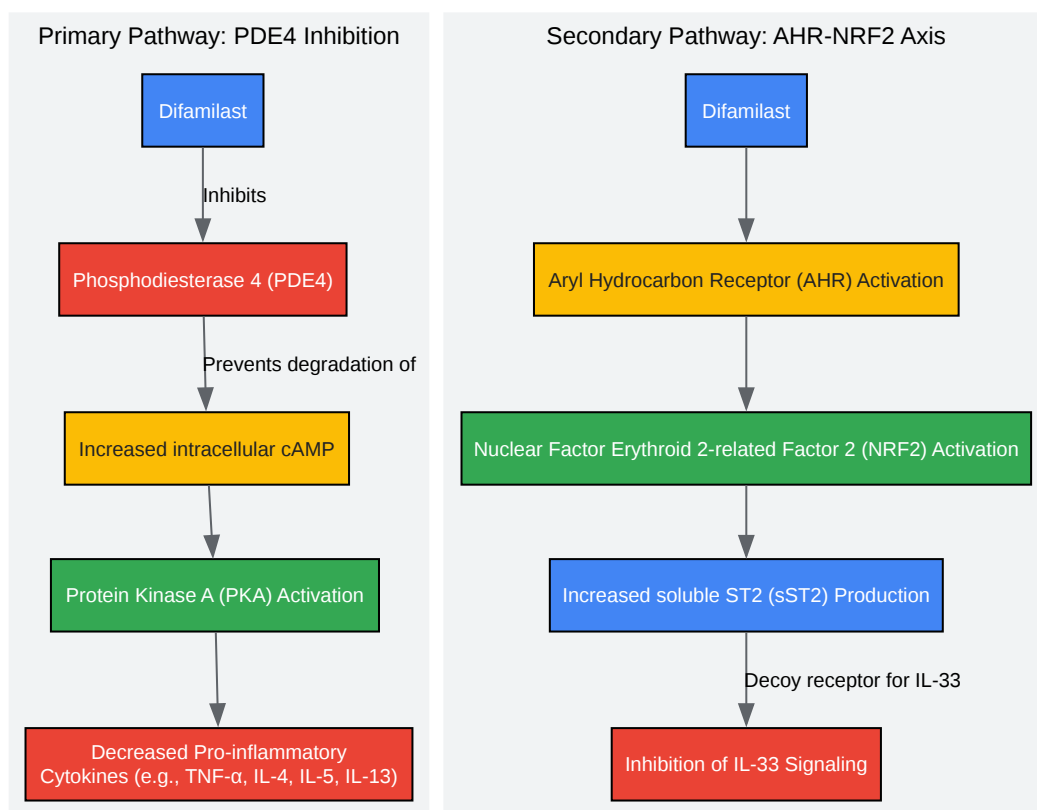 Primary Pathway: PDE4 Inhibition
Difamilast
Inhibits
Phosphodiesterase 4 (PDE4)
Prevents degradation of
Increased intracellular cAMP
Protein Kinase A (PKA) Activation
Decreased Pro-inflammatory
Cytokines (e.g., TNF-α, IL-4, IL-5, IL-13)
Secondary Pathway: AHR-NRF2 Axis
Difamilast
Aryl Hydrocarbon Receptor (AHR) Activation
Nuclear Factor Erythroid 2-related Factor 2 (NRF2) Activation
Increased soluble ST2 (sST2) Production
Decoy receptor for IL-33
Inhibition of IL-33 Signaling